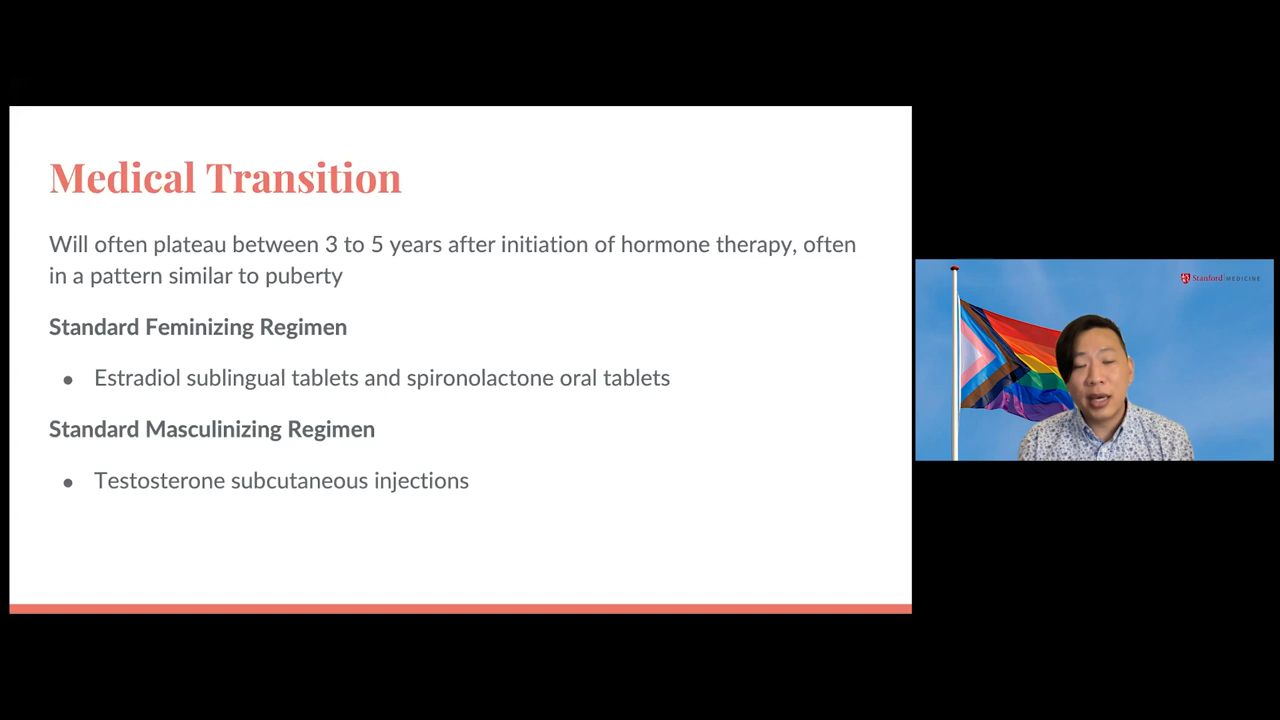 Medical Transition
Will often plateau between 3 to 5 years after initiation of hormone therapy, often
in a pattern similar to puberty
Standard Feminizing Regimen
● Estradiol sublingual tablets and spironolactone oral tablets
Standard Masculinizing Regimen
● Testosterone subcutaneous injections
Stanford MEDICINE